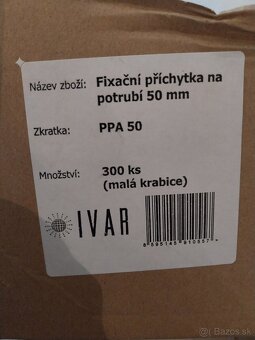 Název zboží: Fixační příchytka na
potrubí 50 mm
Zkratka: PPA 50
Množství: 300 ks
(malá krabice)
IVAR
© Bazos.sk